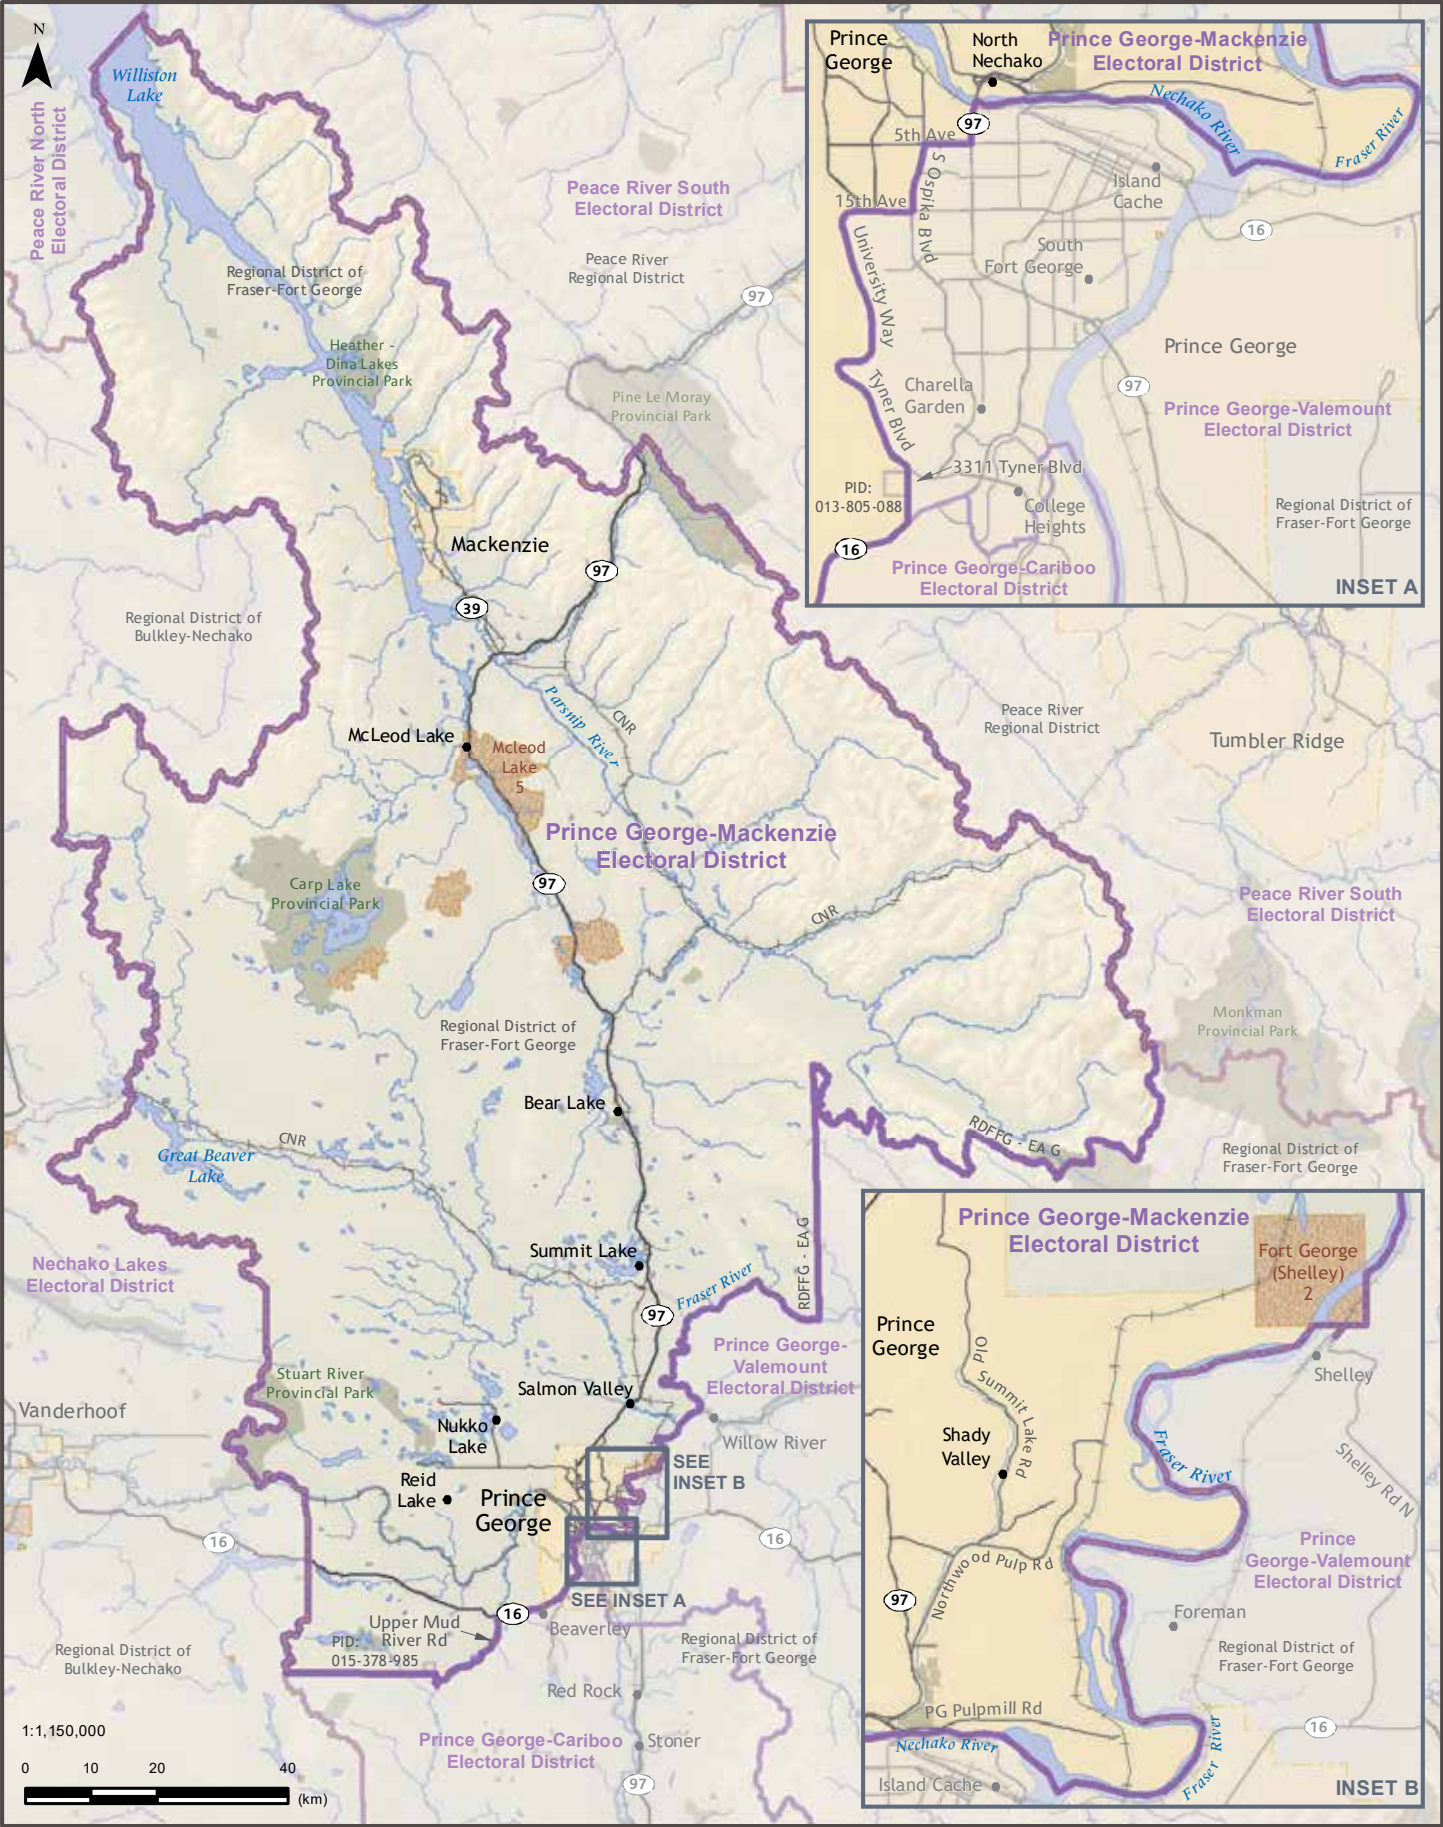 N
Williston
Lake
Peace River North
Electoral District
Peace River South
Electoral District
Peace River
Regional District
97
Regional District of
Fraser-Fort George
Heather -
Dina Lakes
Provincial Park
Pine Le Moray
Provincial Park
Mackenzie
97
39
Regional District of
Bulkley-Nechako
Parsnip River
CNR
McLeod Lake
Mcleod
Lake
5
Peace River
Regional District
Tumbler Ridge
Prince George-Mackenzie
Electoral District
97
Carp Lake
Provincial Park
CNR
Peace River South
Electoral District
Monkman
Provincial Park
Regional District of
Fraser-Fort George
Bear Lake
CNR
Great Beaver
Lake
RDFFG - EA G
Regional District of
Fraser-Fort George
Nechako Lakes
Electoral District
Summit Lake
Fraser River
RDFFG - EA G
97
Prince George-
Valemount
Electoral District
Stuart River
Provincial Park
Salmon Valley
Vanderhoof
Nukko
Lake
Willow River
SEE
INSET B
Reid
Lake
Prince
George
16
16
SEE INSET A
16
Upper Mud
River Rd
PID:
015-378-985
Beaverley
Regional District of
Bulkley-Nechako
Regional District of
Fraser-Fort George
Red Rock
Prince George-Cariboo
Electoral District
Stoner
97
1:1,150,000
0 10 20 40
(km)
Prince
George
North
Nechako
Prince George-Mackenzie
Electoral District
Nechako River
Fraser River
97
5th Ave
S Ospika Blvd
Island
Cache
15th Ave
16
University Way
South
Fort George
Prince George
Tyner Blvd
Charella
Garden
97
Prince George-Valemount
Electoral District
3311 Tyner Blvd
PID:
013-805-088
College
Heights
Regional District of
Fraser-Fort George
16
Prince George-Cariboo
Electoral District
INSET A
Prince George-Mackenzie
Electoral District
Fort George
(Shelley)
2
Prince
George
Old Summit Lake Rd
Shelley
Shady
Valley
Fraser River
Shelley Rd N
Northwood Pulp Rd
Prince
George-Valemount
Electoral District
97
Foreman
Regional District of
Fraser-Fort George
PG Pulpmill Rd
Nechako River
Fraser River
16
Island Cache
INSET B